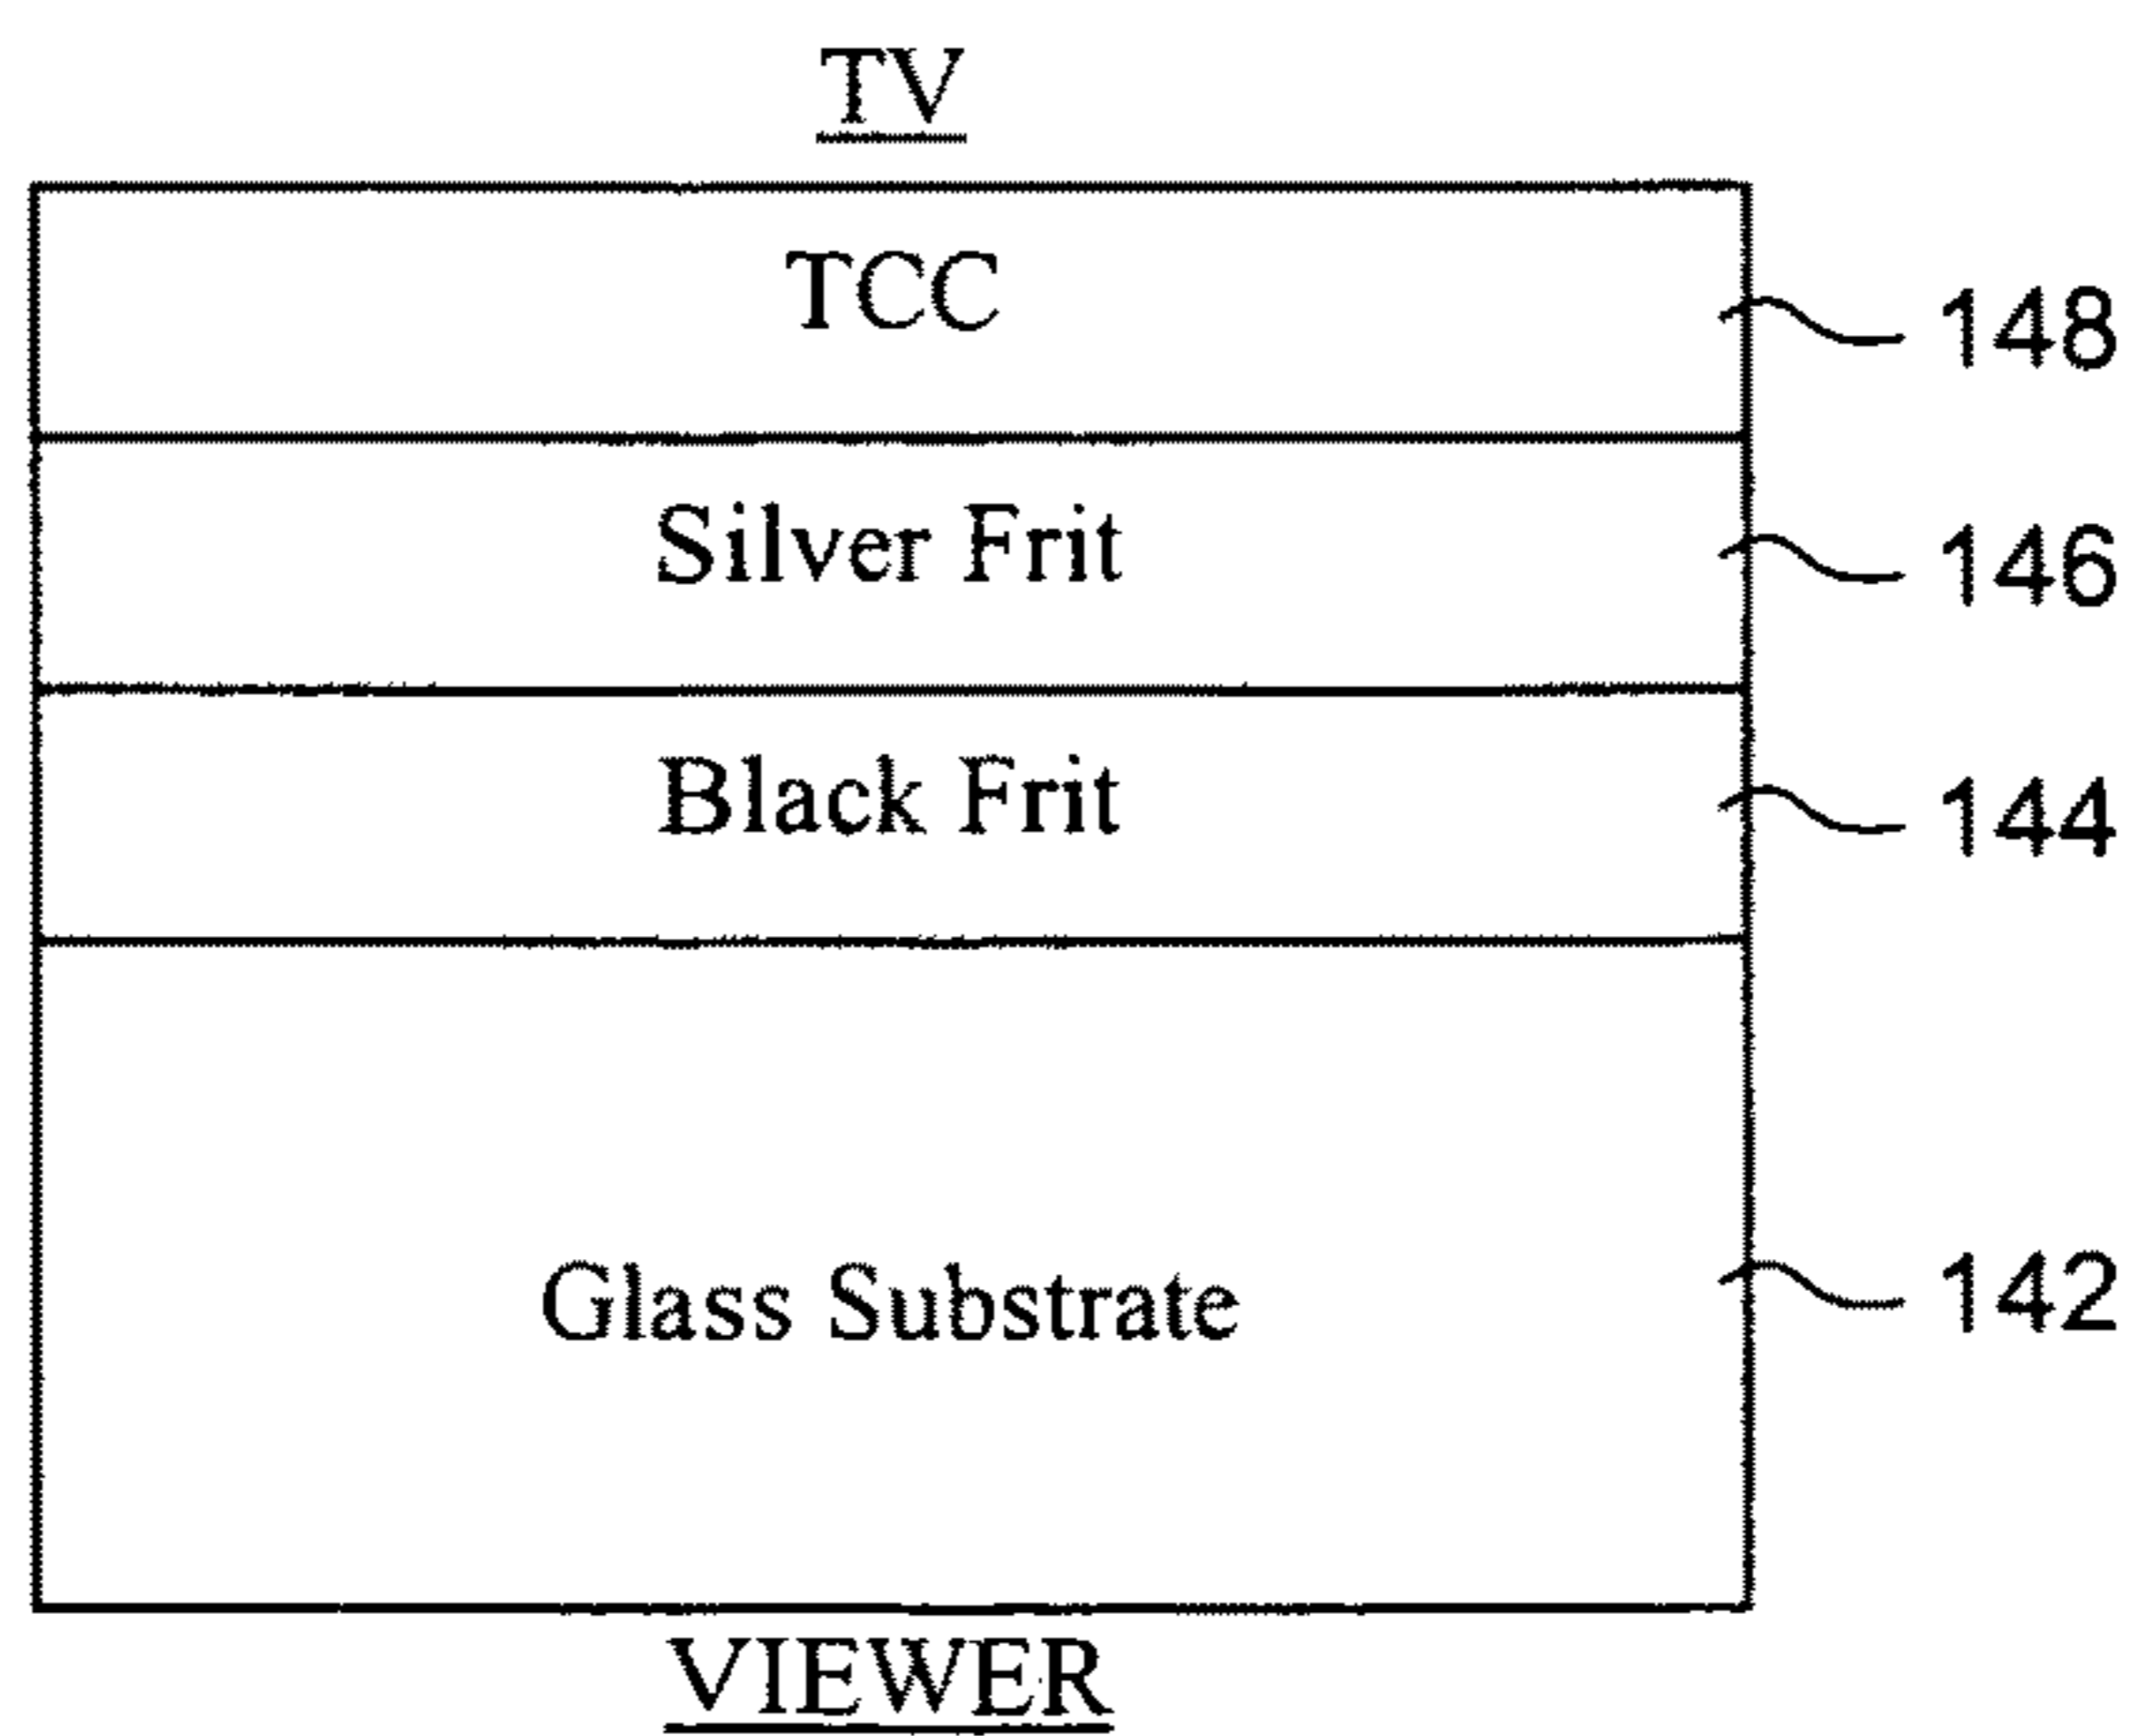 TV
TCC 148
Silver Frit 146
Black Frit 144
Glass Substrate 142
VIEWER